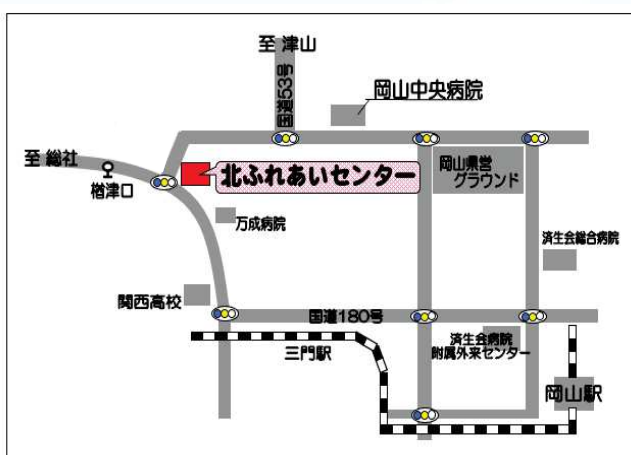 至 津山
国道53号
岡山中央病院
至 総社
楢津口
北ふれあいセンター
岡山県営
グラウンド
万成病院
済生会総合病院
関西高校
国道180号
三門駅
済生会病院
附属外来センター
岡山駅